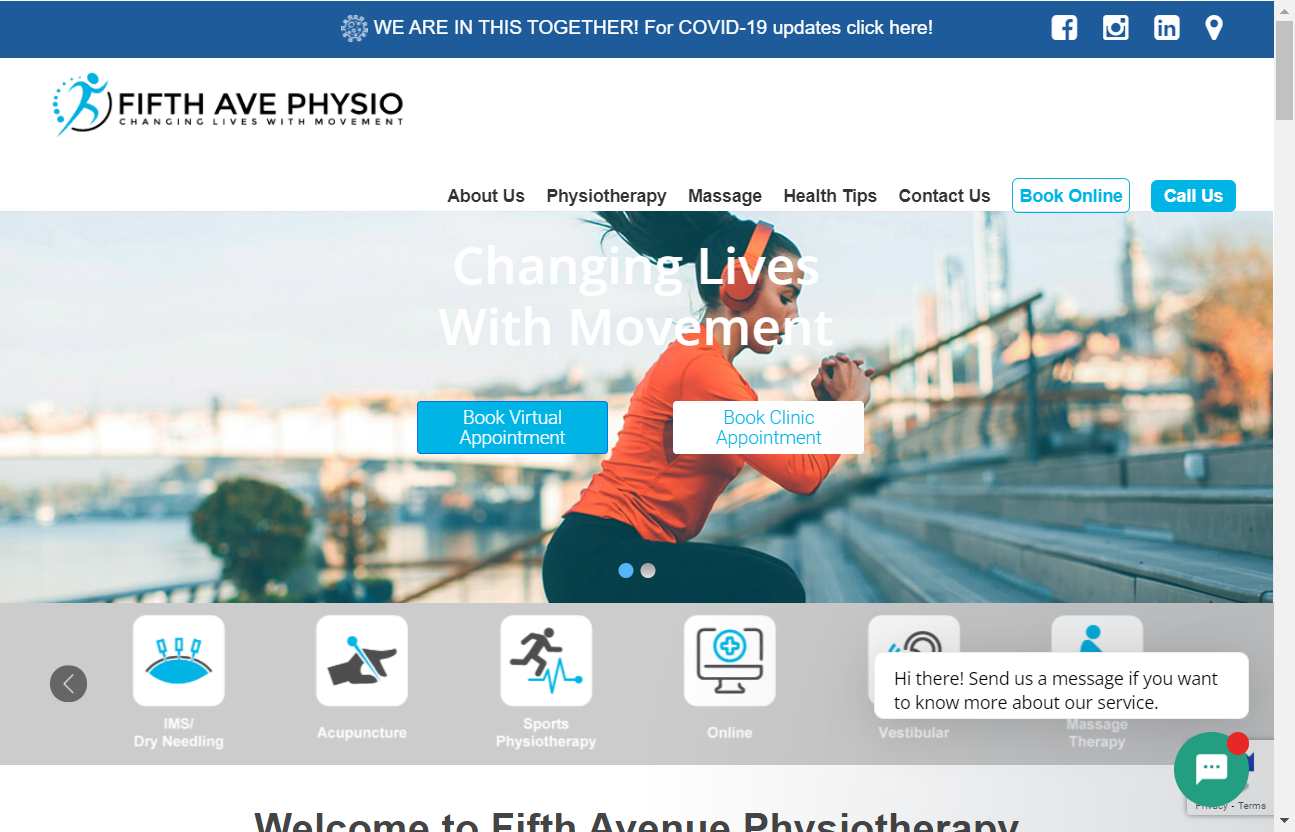 WE ARE IN THIS TOGETHER! For COVID-19 updates click here!
FIFTH AVE PHYSIO
CHANGING LIVES WITH MOVEMENT
About Us Physiotherapy Massage Health Tips Contact Us Book Online Call Us
Changing Lives
With Movement
Book Virtual
Appointment
Book Clinic
Appointment
IMS/
Dry Needling
Acupuncture
Sports
Physiotherapy
Online
Vestibular
Massage
Therapy
Hi there! Send us a message if you want
to know more about our service.
Privacy - Terms
Welcome to Fifth Avenue Physiotherapy